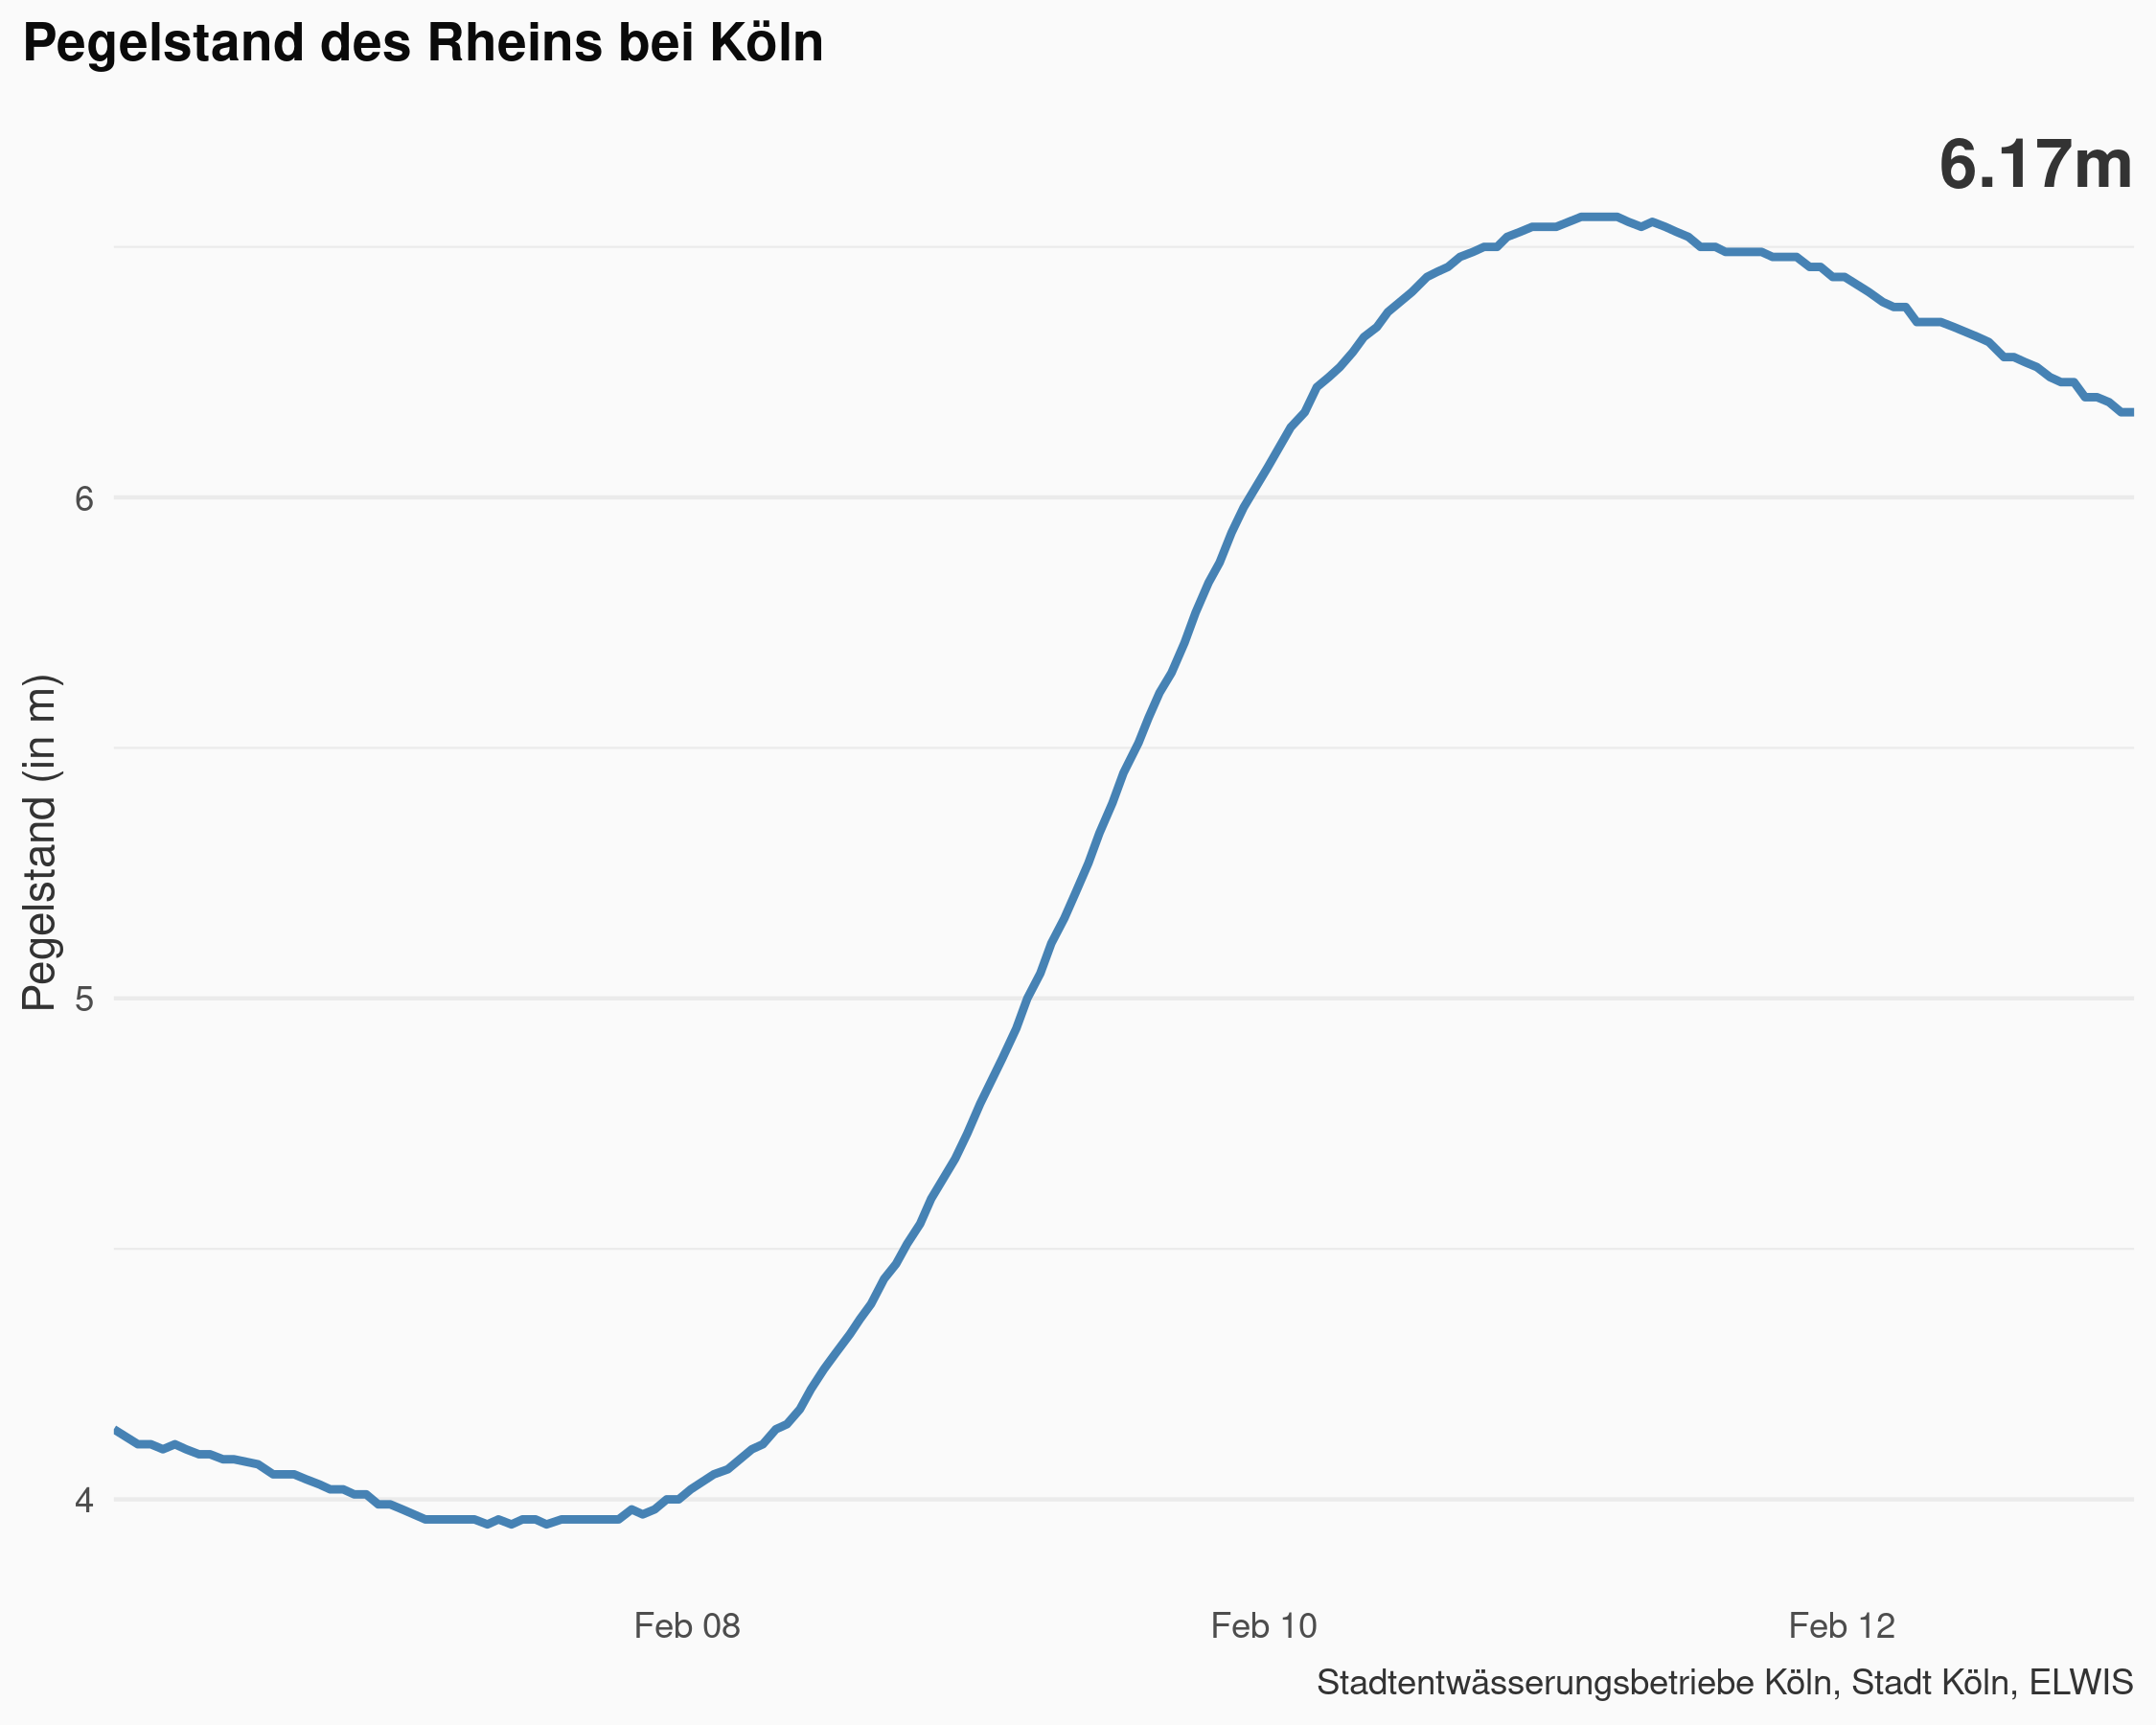 Pegelstand des Rheins bei Köln
6.17m
Pegelstand (in m)
6
5
4
Feb 08
Feb 10
Feb 12
Stadtentwässerungsbetriebe Köln, Stadt Köln, ELWIS